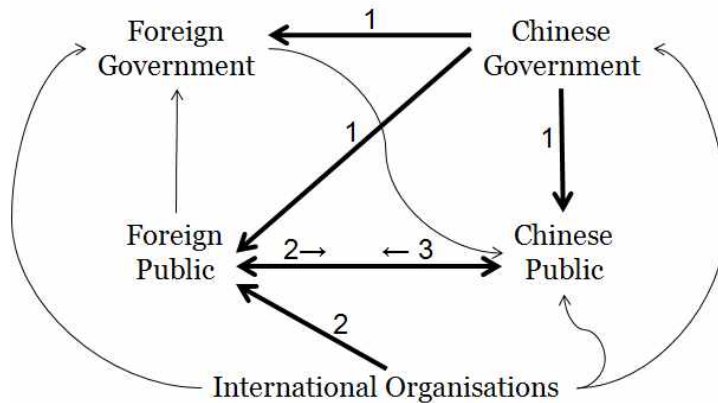 Foreign
Government
1
Chinese
Government
1
1
Foreign
Public
2→
← 3
Chinese
Public
2
International Organisations